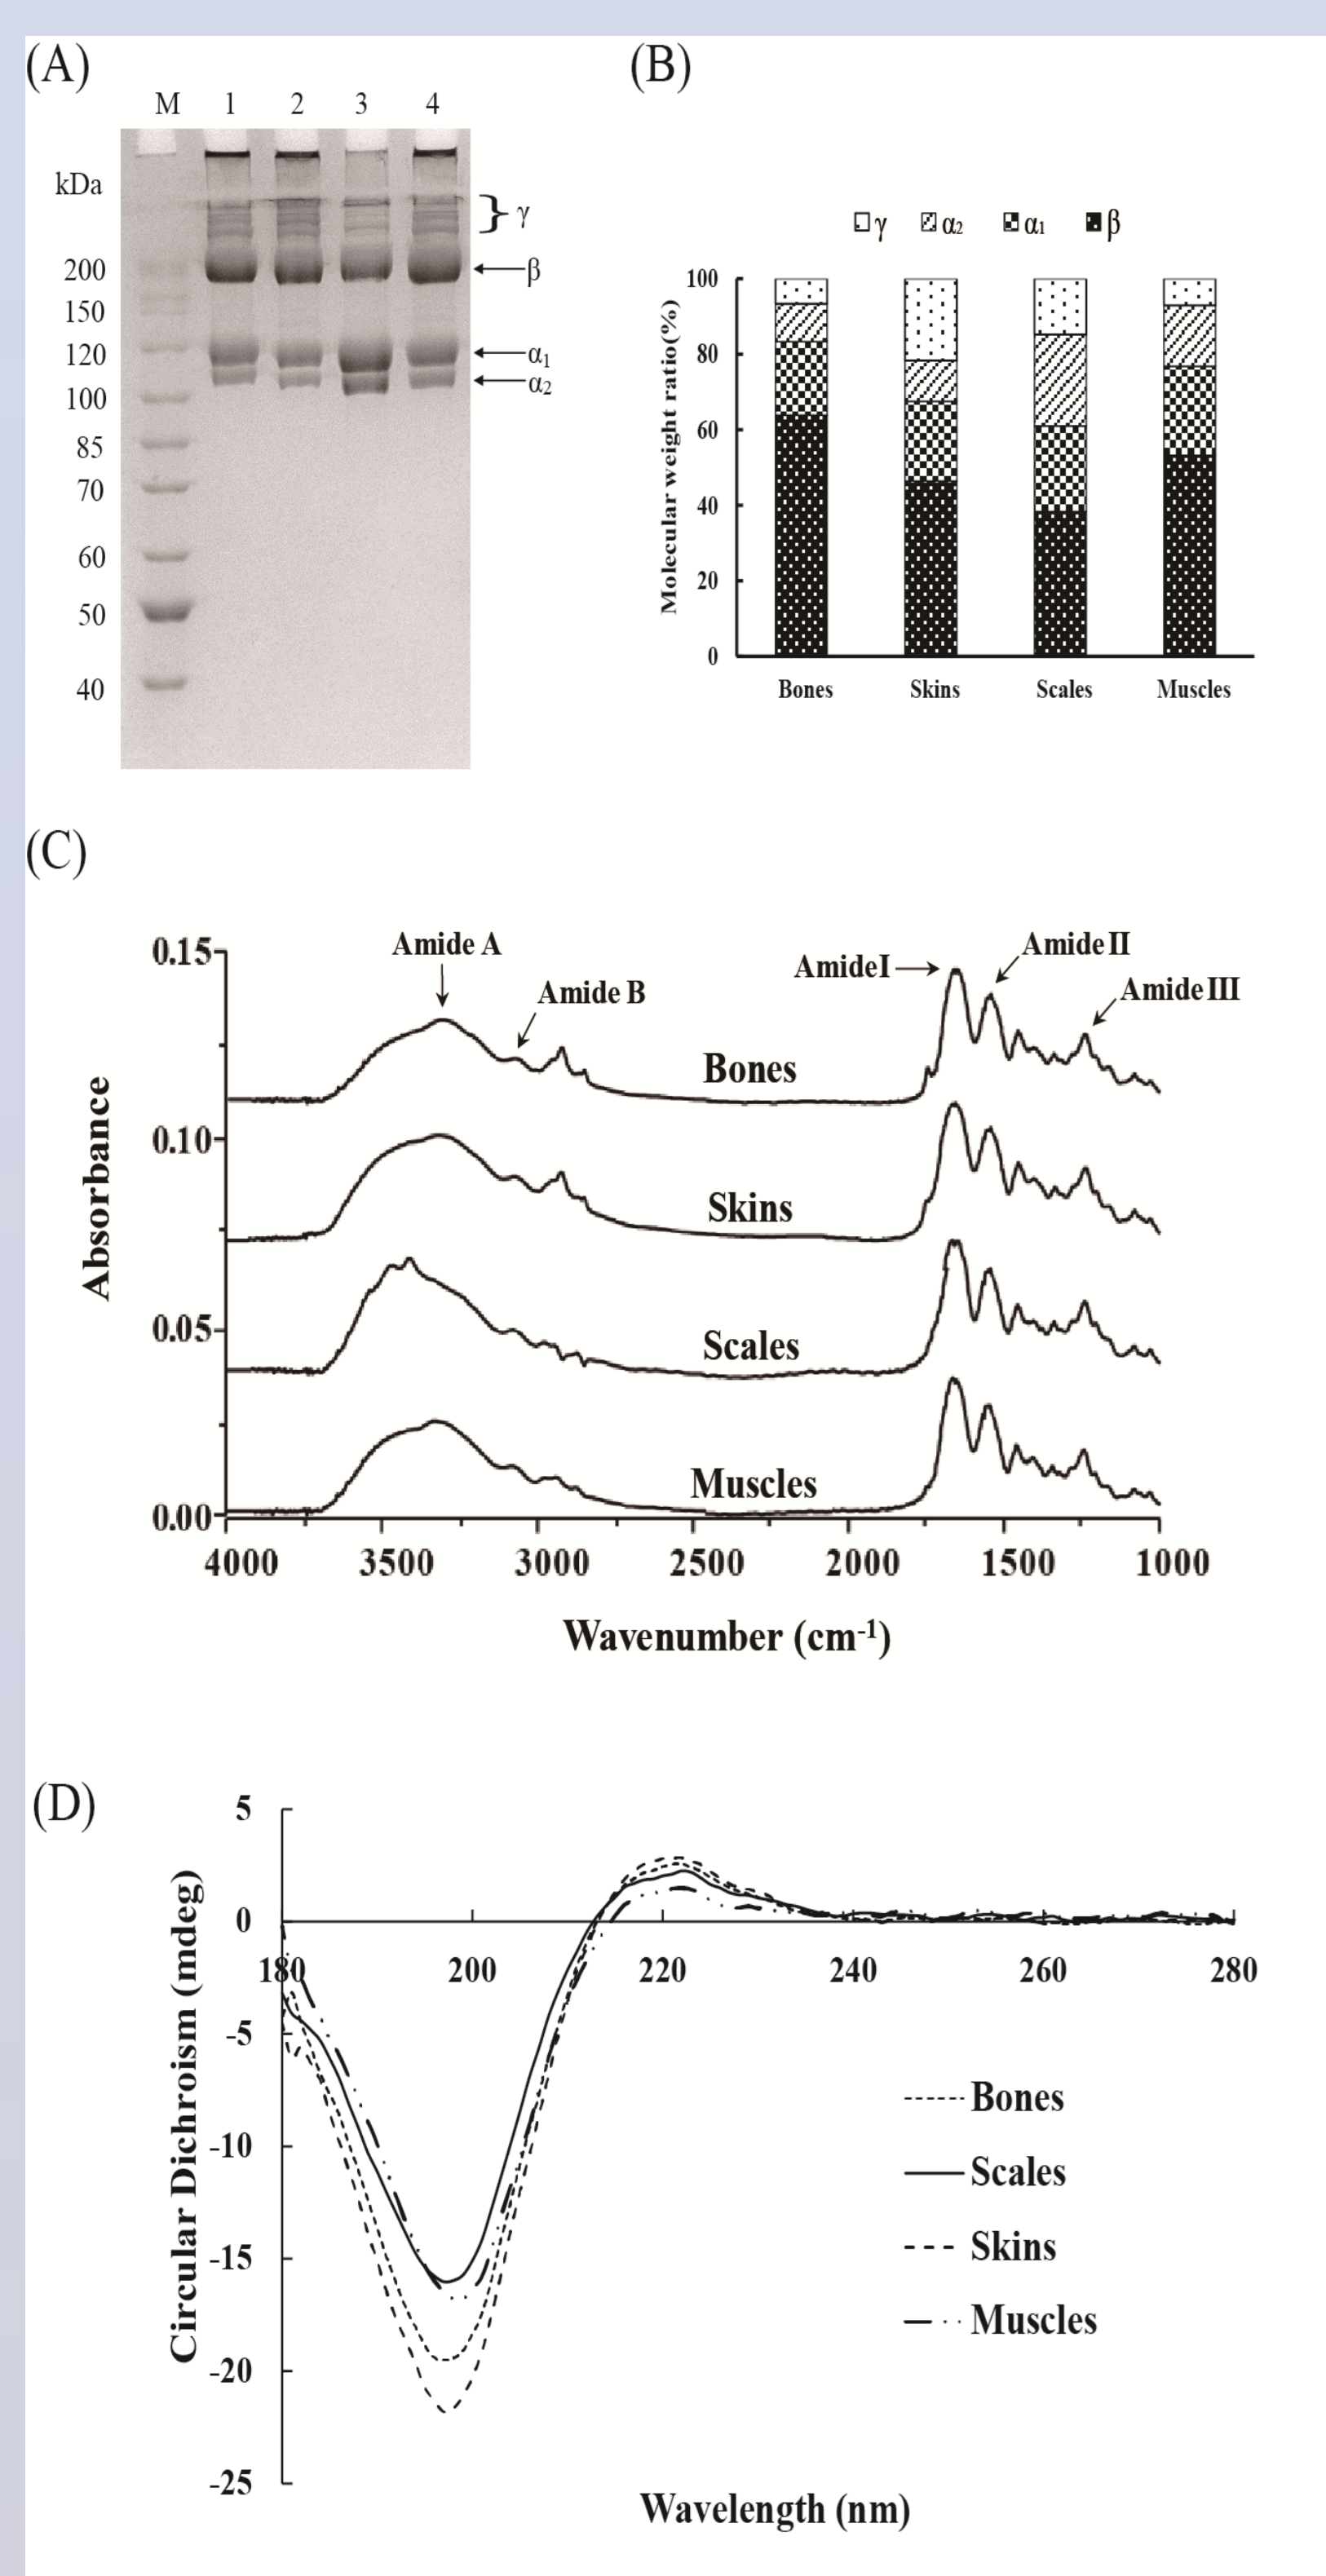 (A)
M 1 2 3 4
kDa
200
150
120
100
85
70
60
50
40
γ
β
α1
α2
(B)
γ α2 α1 β
Molecular weight ratio(%)
100
80
60
40
20
0
Bones Skins Scales Muscles
(C)
Absorbance
0.15
0.10
0.05
0.00
Amide A
Amide B
AmideI
Amide II
Amide III
Bones
Skins
Scales
Muscles
4000 3500 3000 2500 2000 1500 1000
Wavenumber (cm-1)
(D)
Circular Dichroism (mdeg)
5
0
-5
-10
-15
-20
-25
180 200 220 240 260 280
Bones
Scales
Skins
Muscles
Wavelength (nm)